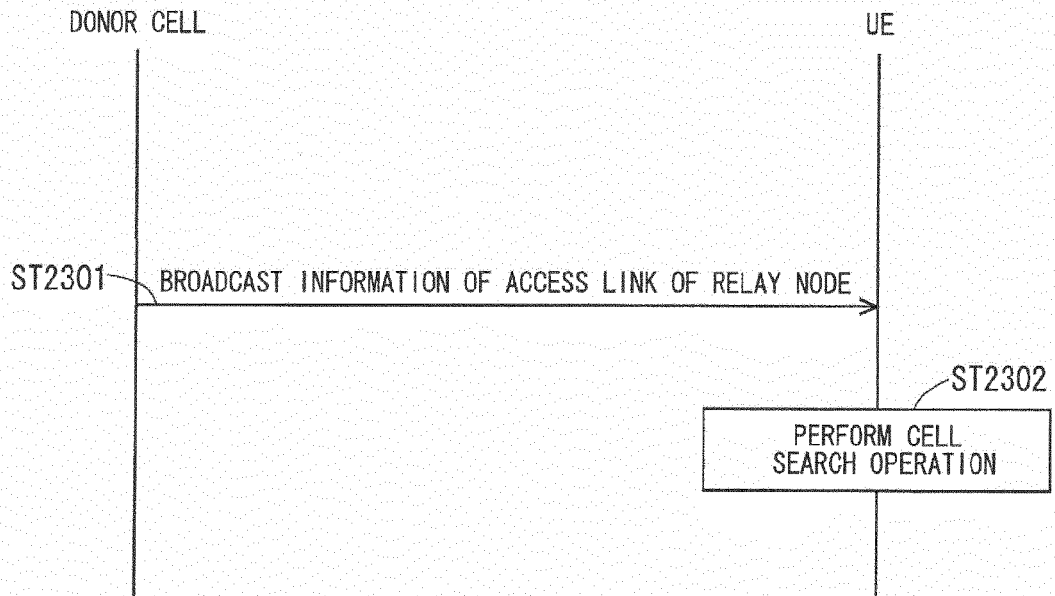 DONOR CELL
UE
ST2301
BROADCAST INFORMATION OF ACCESS LINK OF RELAY NODE
ST2302
PERFORM CELL
SEARCH OPERATION